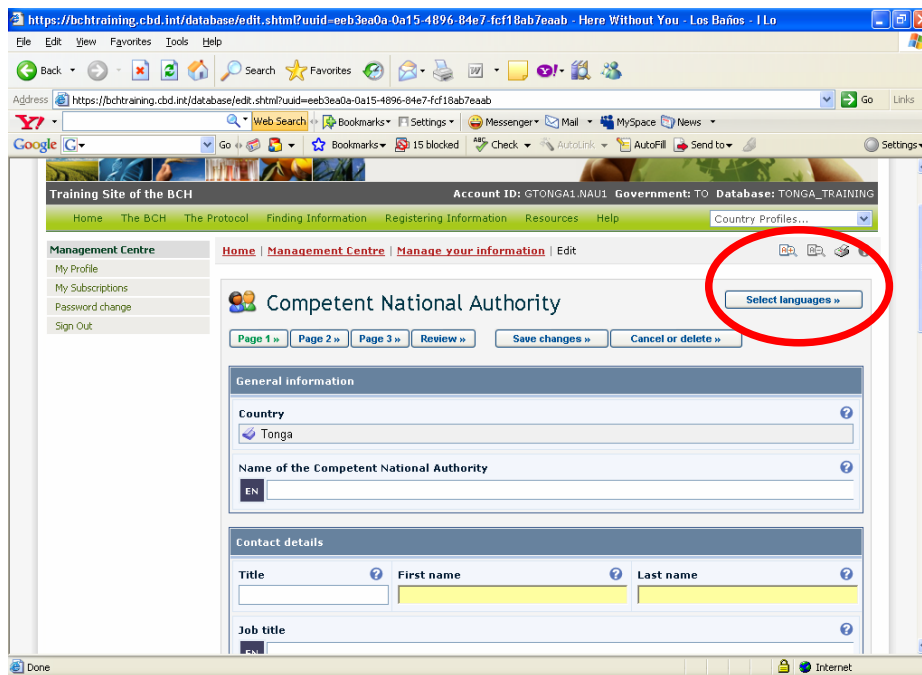 https://bchtraining.cbd.int/database/edit.shtml?uuid=eeb3ea0a-0a15-4896-84e7-fcf18ab7eaab - Here Without You - Los Baños - I Lo
File Edit View Favorites Tools Help
Back Search Favorites
Address https://bchtraining.cbd.int/database/edit.shtml?uuid=eeb3ea0a-0a15-4896-84e7-fcf18ab7eaab Go Links
Y! Web Search Bookmarks Settings Messenger Mail MySpace News
Google G Go Bookmarks 15 blocked ABC Check AutoLink AutoFill Send to Settings
Training Site of the BCH Account ID: GTONGA1.NAU1 Government: TO Database: TONGA_TRAINING
Home The BCH The Protocol Finding Information Registering Information Resources Help Country Profiles...
Management Centre
My Profile
My Subscriptions
Password change
Sign Out
Home | Management Centre | Manage your information | Edit
Competent National Authority Select languages »
Page 1 » Page 2 » Page 3 » Review » Save changes » Cancel or delete »
General information
Country
Tonga
Name of the Competent National Authority
EN
Contact details
Title First name Last name
Job title
EN
Done Internet